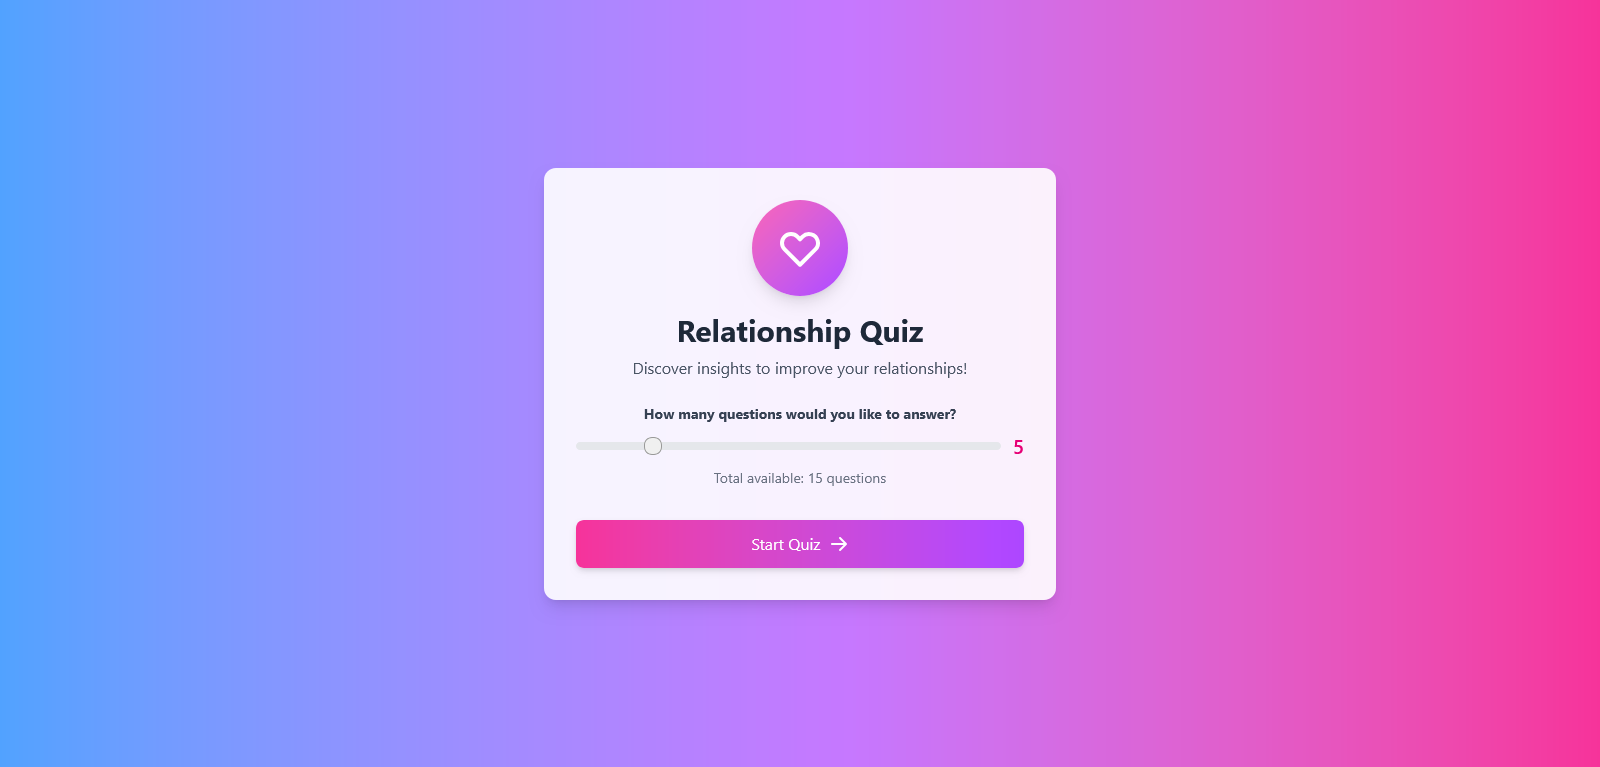 Relationship Quiz
Discover insights to improve your relationships!
How many questions would you like to answer?
5
Total available: 15 questions
Start Quiz